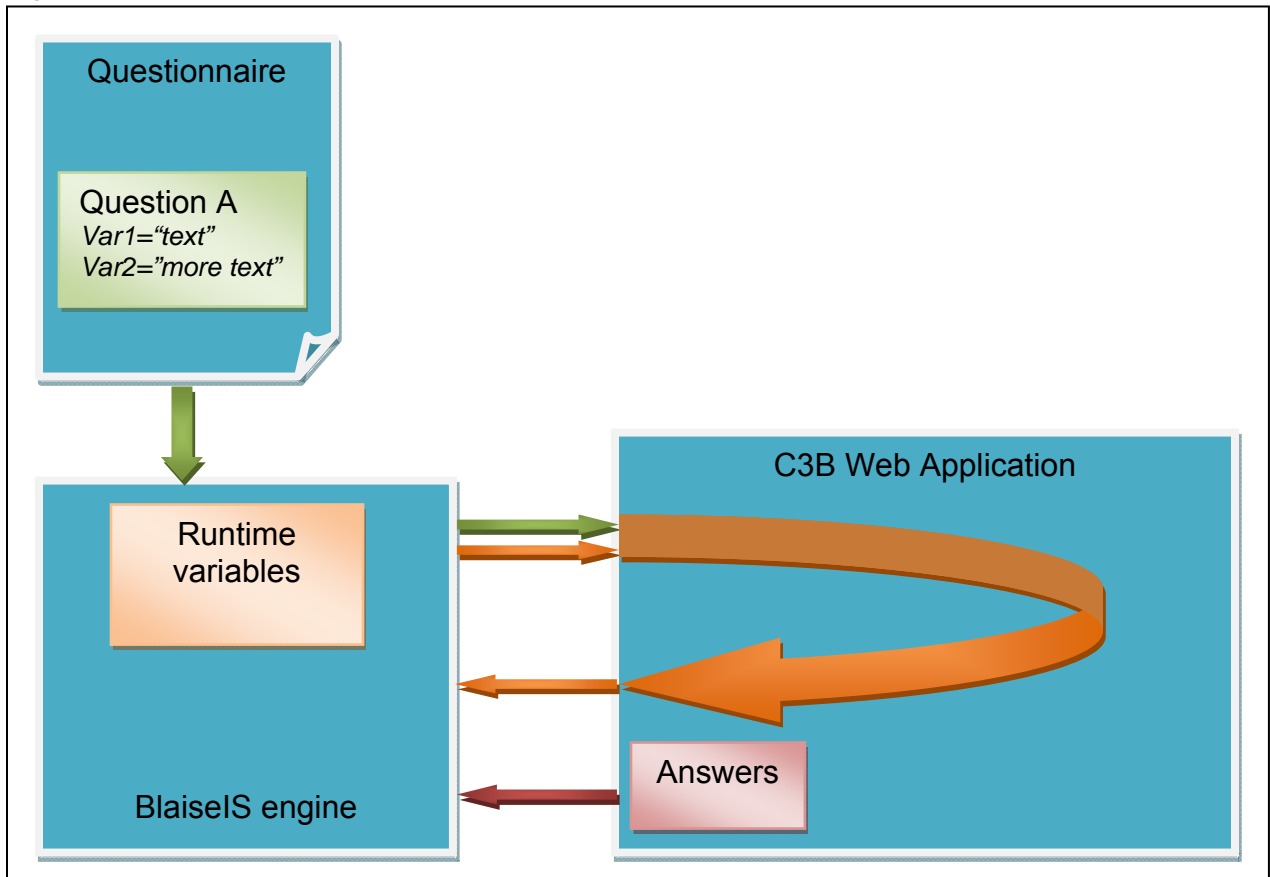 Questionnaire
Question A
Var1=“text”
Var2=”more text”
Runtime
variables
BlaiseIS engine
C3B Web Application
Answers